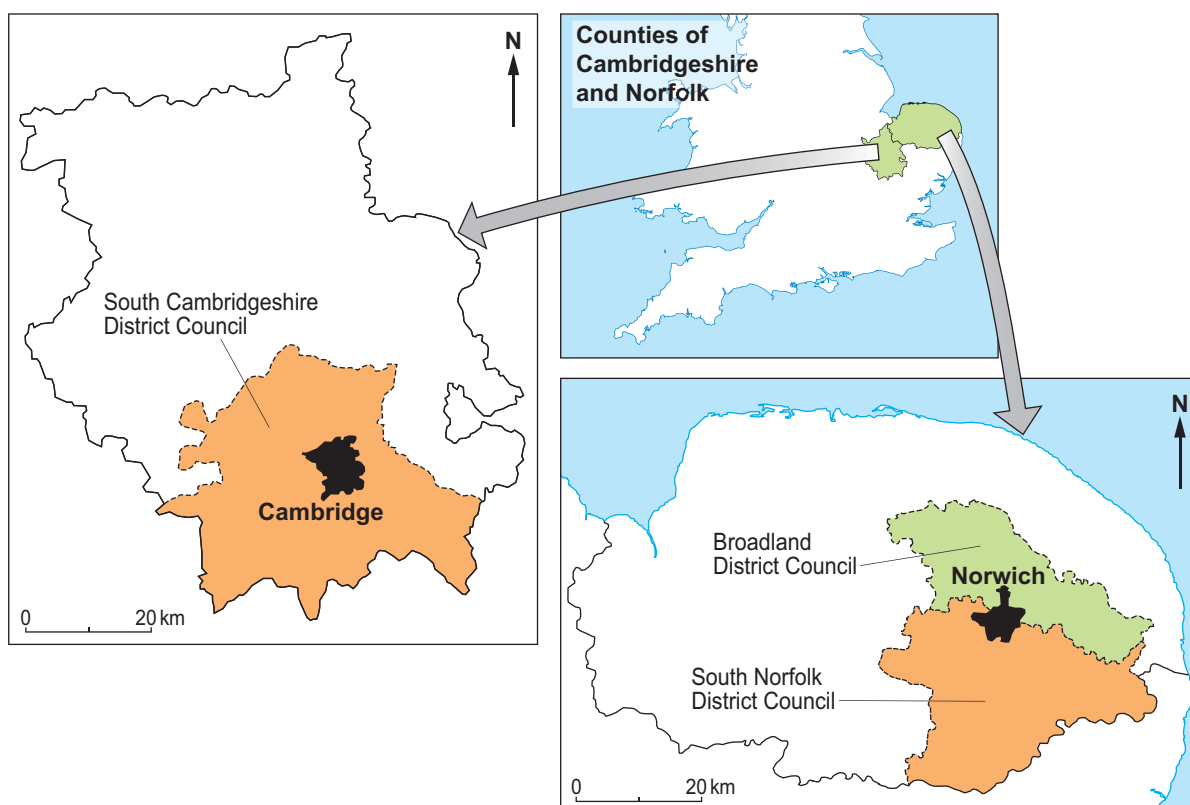 N
South Cambridgeshire
District Council
Cambridge
0
20 km
Counties of
Cambridgeshire
and Norfolk
N
Broadland
District Council
Norwich
South Norfolk
District Council
0
20 km